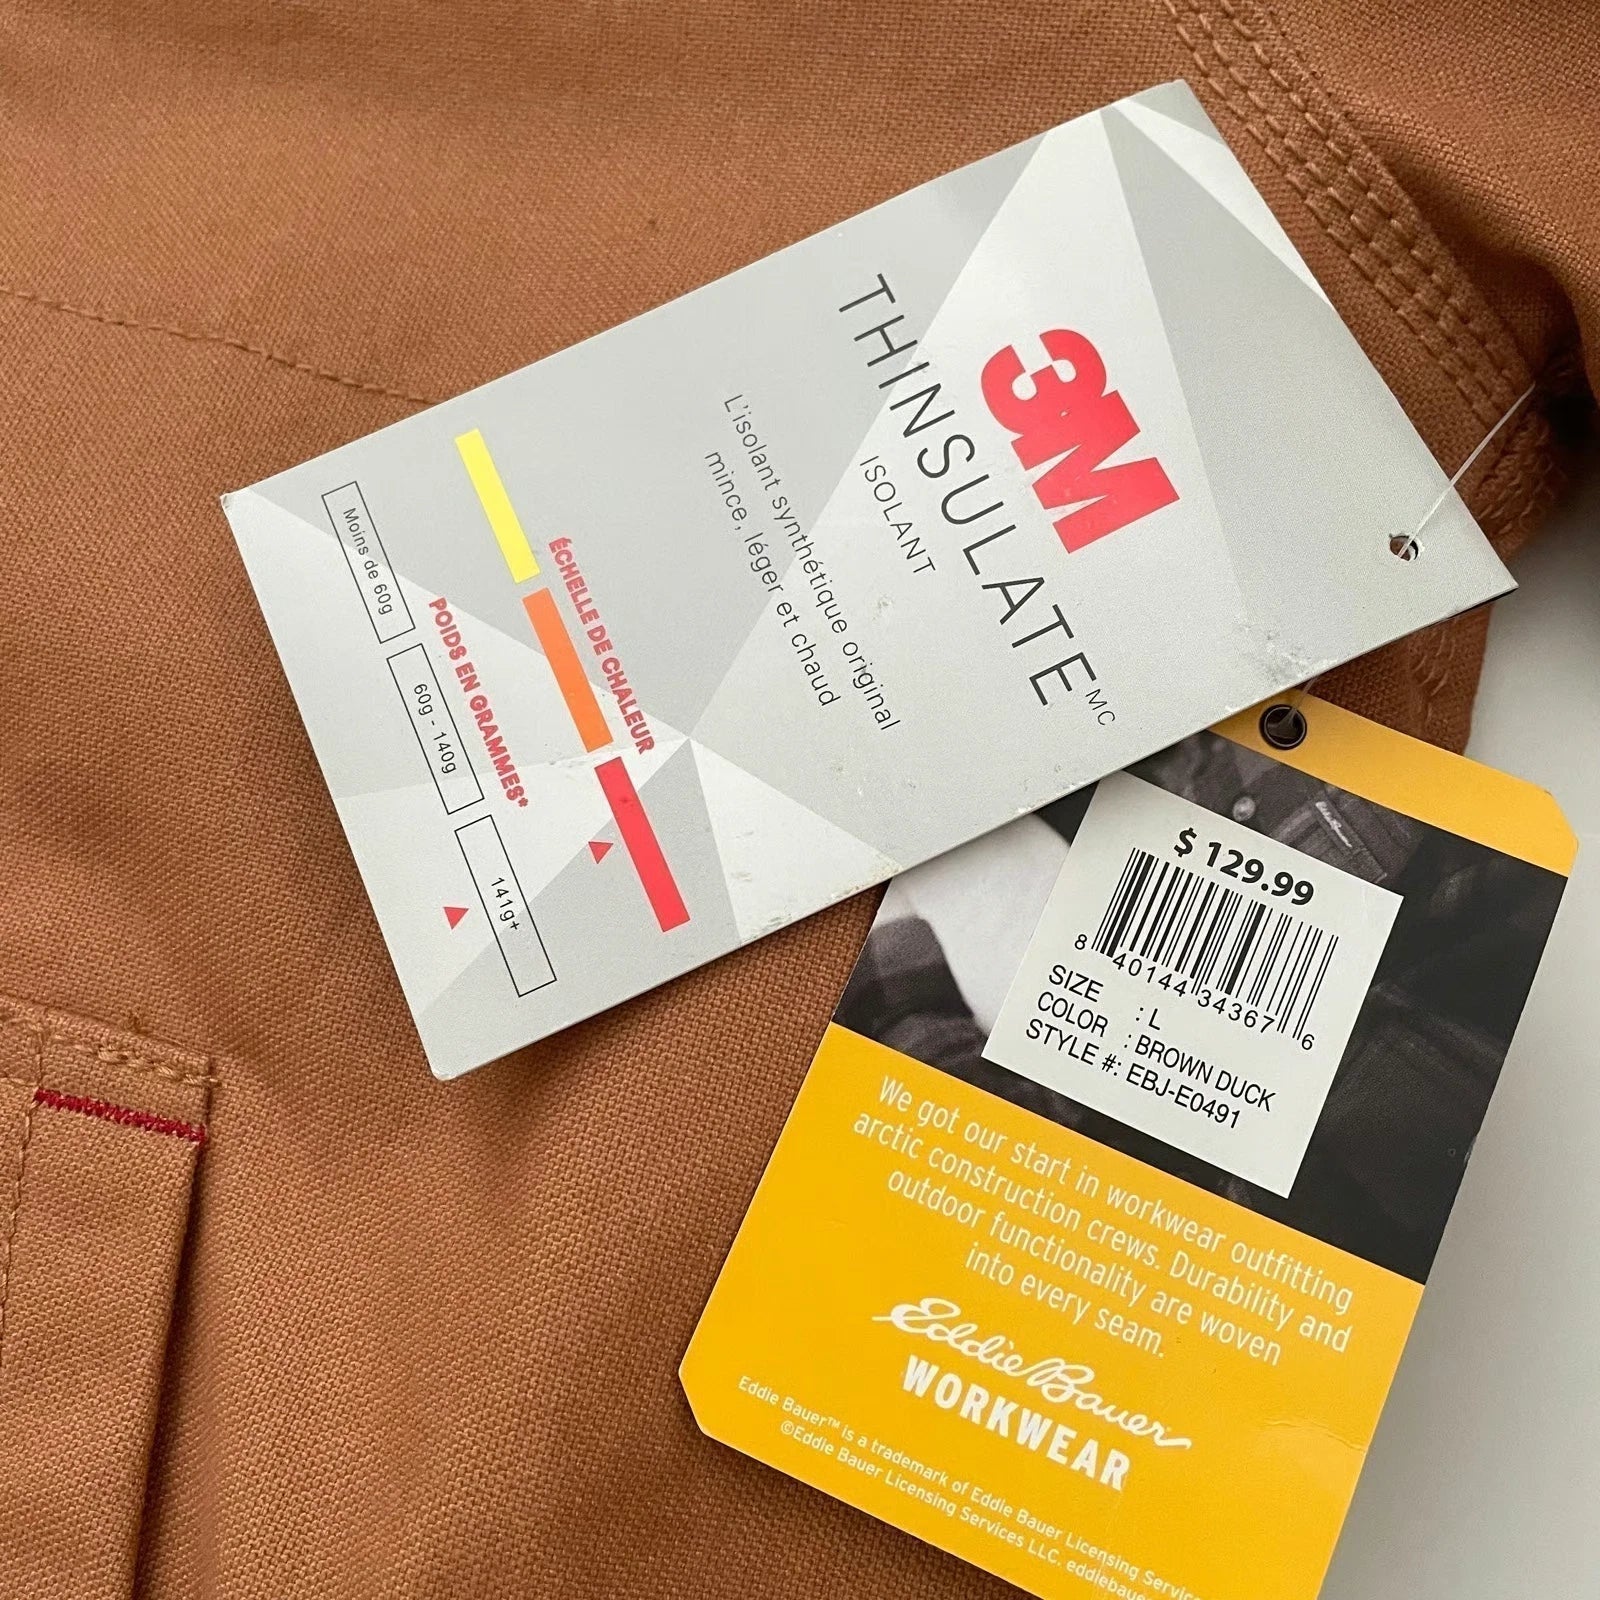 3M
THINSULATE MC
ISOLANT
L'isolant synthétique original
mince, léger et chaud
ÉCHELLE DE CHALEUR
POIDS EN GRAMMES*
Moins de 60g
60g - 140g
141g+
$ 129.99
8 40144 34367 6
SIZE : L
COLOR : BROWN DUCK
STYLE #: EBJ-E0491
We got our start in workwear outfitting
arctic construction crews. Durability and
outdoor functionality are woven
into every seam.
Eddie Bauer
WORKWEAR
Eddie Bauer™ is a trademark of Eddie Bauer Licensing
©Eddie Bauer Licensing Services LLC.